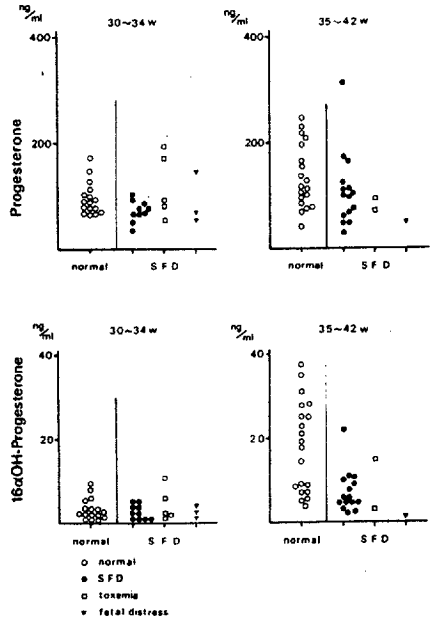 ng/ml 30~34 w
ng/ml 35~42 w
400
400
Progesterone
200
200
normal S F D
normal S F D
ng/ml 30~34 w
ng/ml 35~42 w
40
40
16αOH-Progesterone
20
20
normal S F D
normal S F D
○ normal
● S F D
□ toxemia
▼ fetal distress